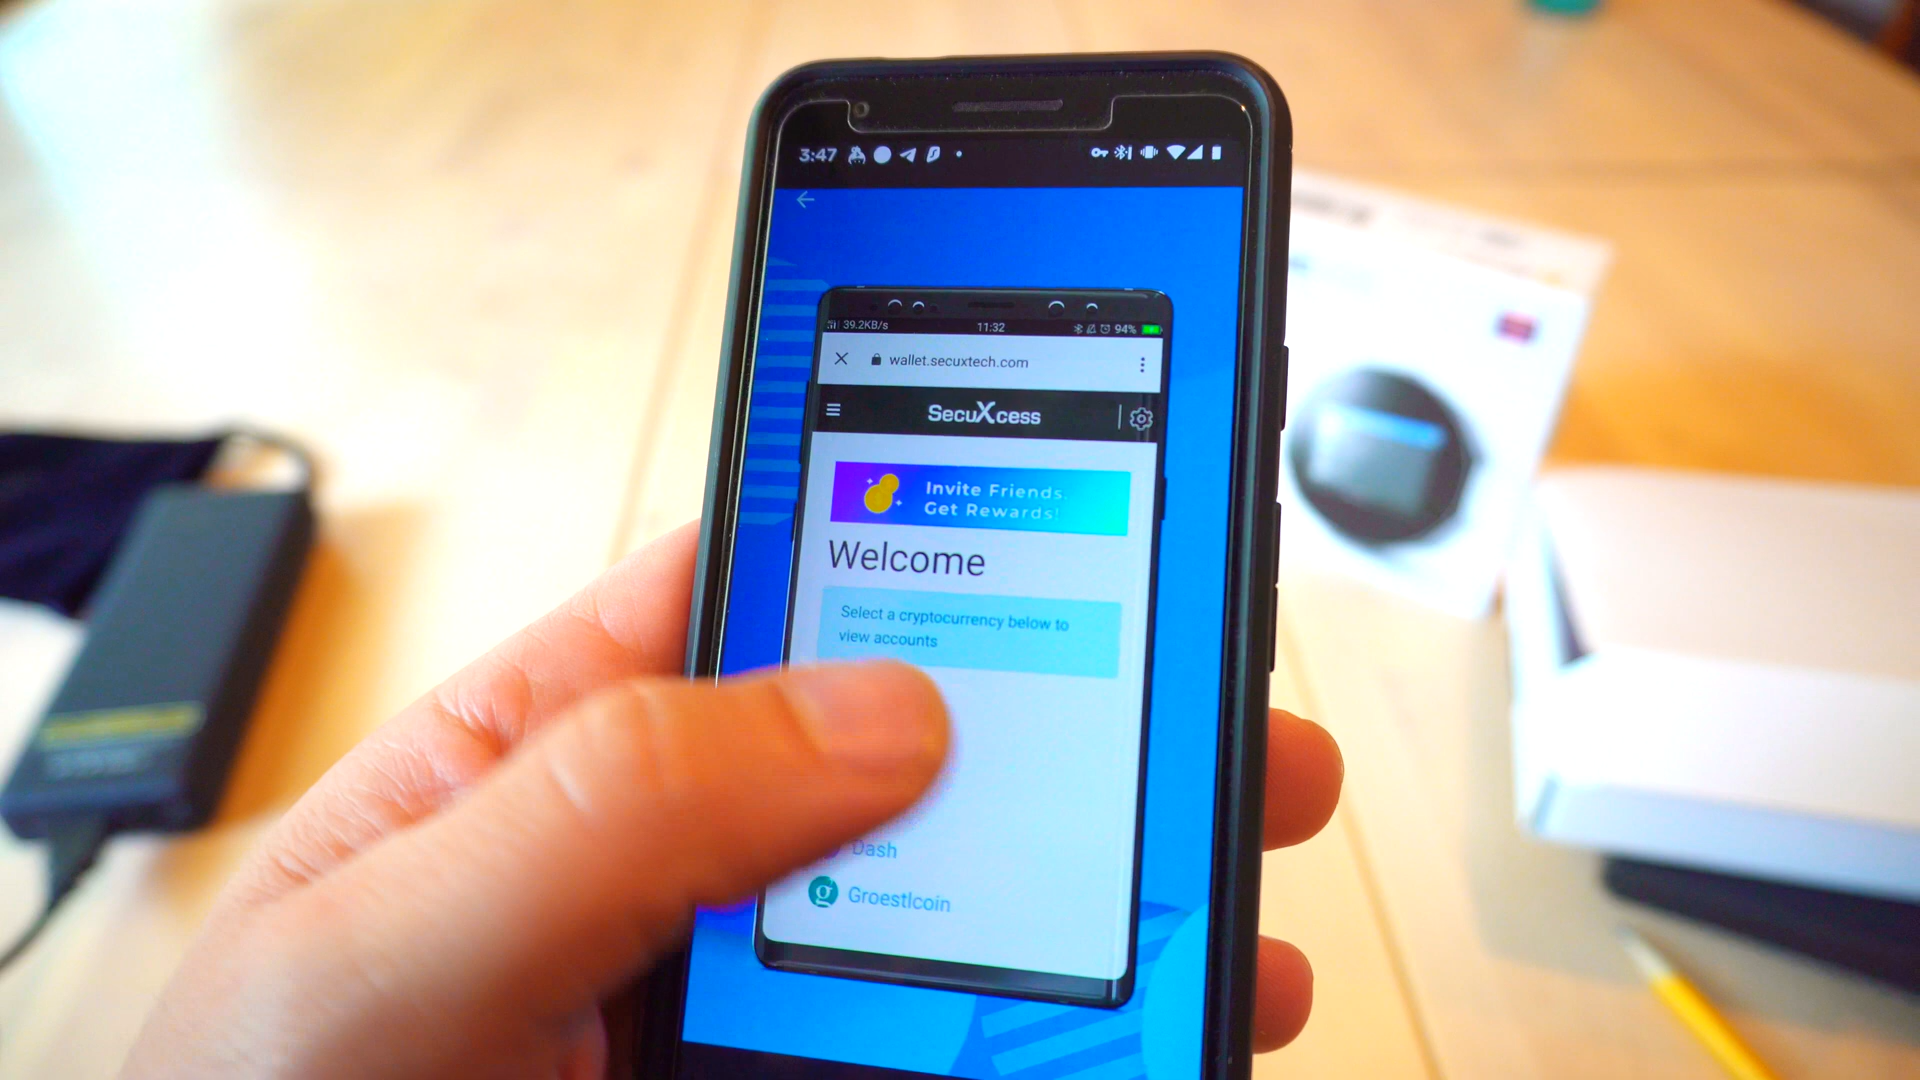 3:47
39.2KB/s 11:32 94%
wallet.secuxtech.com
SecuXcess
Invite Friends.
Get Rewards!
Welcome
Select a cryptocurrency below to
view accounts
Dash
Groestlcoin